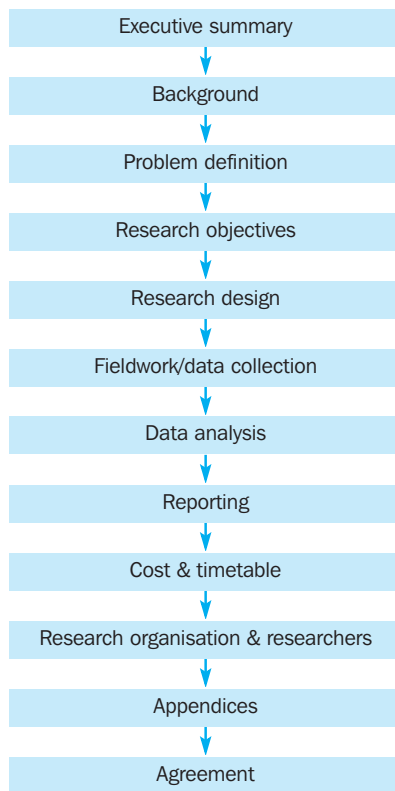 Executive summary
Background
Problem definition
Research objectives
Research design
Fieldwork/data collection
Data analysis
Reporting
Cost & timetable
Research organisation & researchers
Appendices
Agreement